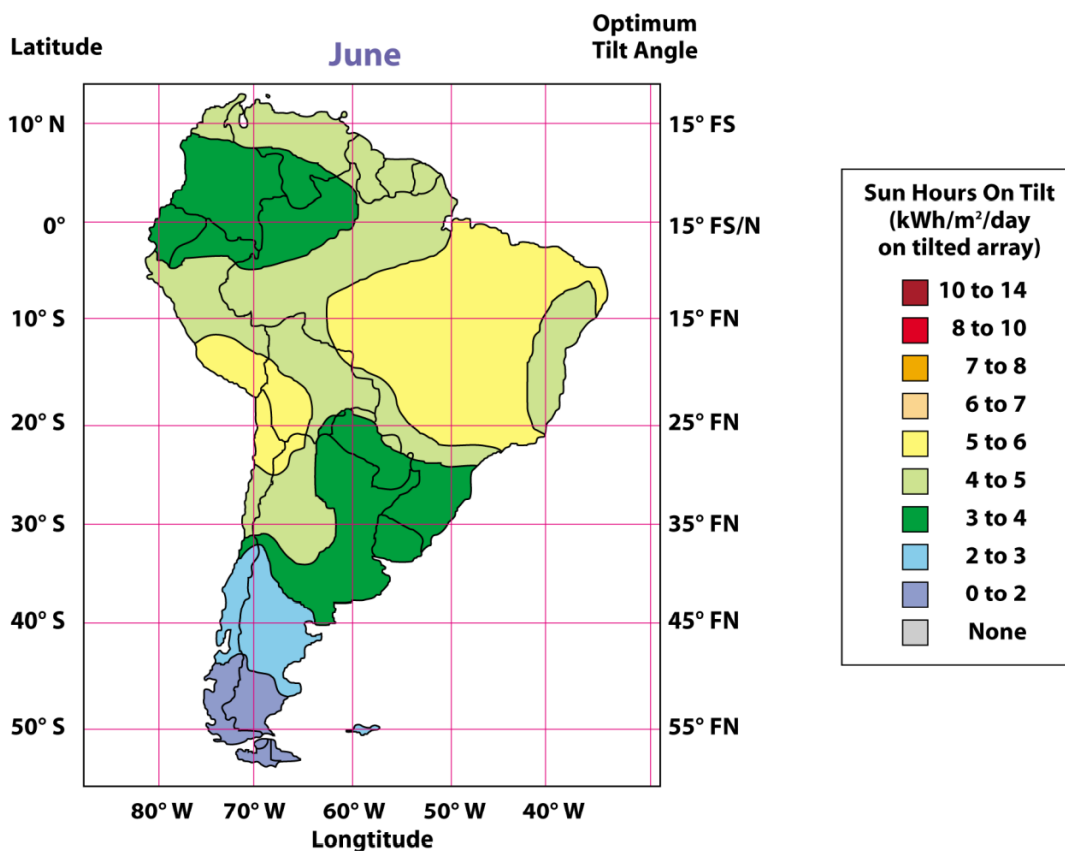 Latitude
June
Optimum
Tilt Angle
10° N
15° FS
0°
15° FS/N
10° S
15° FN
20° S
25° FN
30° S
35° FN
40° S
45° FN
50° S
55° FN
80° W
70° W
60° W
50° W
40° W
Longtitude
Sun Hours On Tilt
(kWh/m²/day
on tilted array)
10 to 14
8 to 10
7 to 8
6 to 7
5 to 6
4 to 5
3 to 4
2 to 3
0 to 2
None